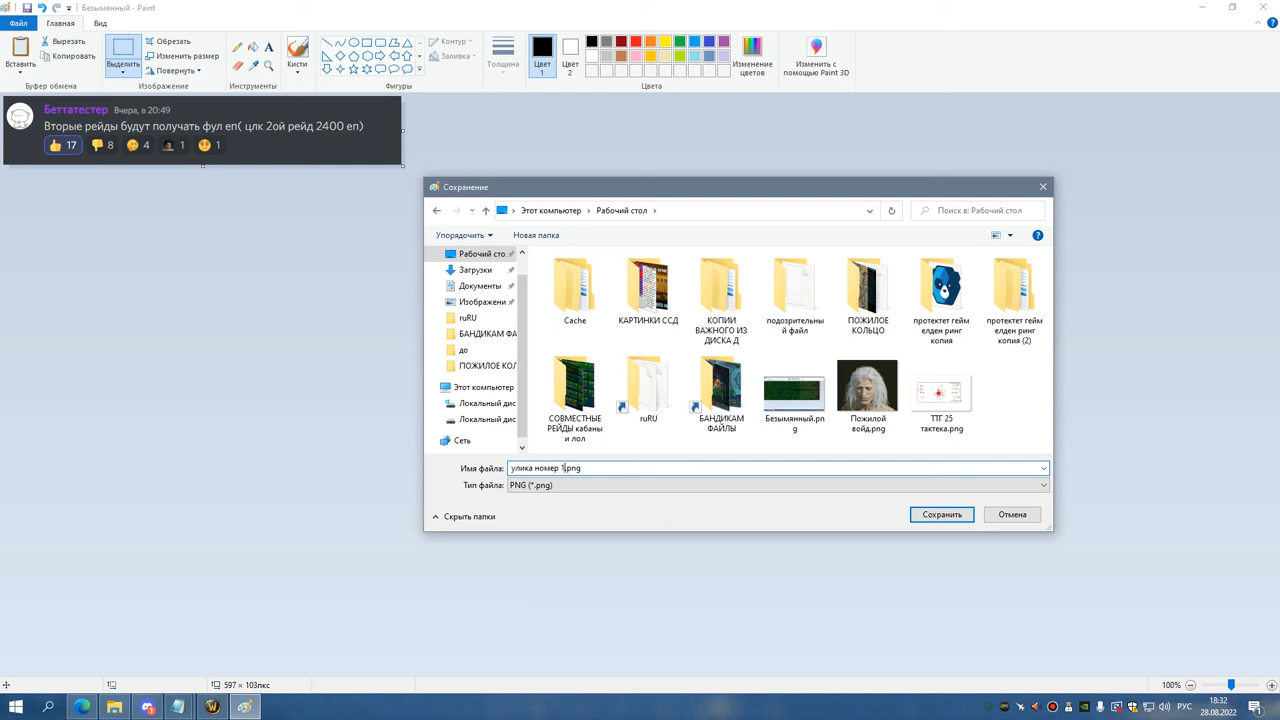 Безымянный - Paint
Файл
Главная
Вид
Вставить
Вырезать
Копировать
Буфер обмена
Выделить
Обрезать
Изменить размер
Повернуть
Изображение
Инструменты
Кисти
Контур
Заливка
Фигуры
Толщина
Цвет 1
Цвет 2
Изменение цветов
Цвета
Изменить с помощью Paint 3D
Беттатестер Вчера, в 20:49
Вторые рейды будут получать фул еп( цлк 2ой рейд 2400 еп)
17 8 4 1 1
Сохранение
Этот компьютер
Рабочий стол
Поиск в: Рабочий стол
Упорядочить
Новая папка
Рабочий сто.
Загрузки
Документы
Изображени
ruRU
БАНДИКАМ ФА
до
ПОЖИЛОЕ КОЛ
Этот компьютер
Локальный дис
Локальный дис
Сеть
Cache
КАРТИНКИ ССД
КОПИИ
ВАЖНОГО ИЗ
ДИСКА Д
подозрительны
й файл
ПОЖИЛОЕ
КОЛЬЦО
протектет гейм
елден ринг
копия
протектет гейм
елден ринг
копия (2)
СОВМЕСТНЫЕ
РЕЙДЫ кабаны
и лол
ruRU
БАНДИКАМ
ФАЙЛЫ
Безымянный.pn
g
Пожилой
войд.png
ТТГ 25
тактека.png
Имя файла: улика номер 1.png
Тип файла: PNG (*.png)
Скрыть папки
Сохранить
Отмена
597 × 103пкс
100%
РУС
18:32
28.08.2022